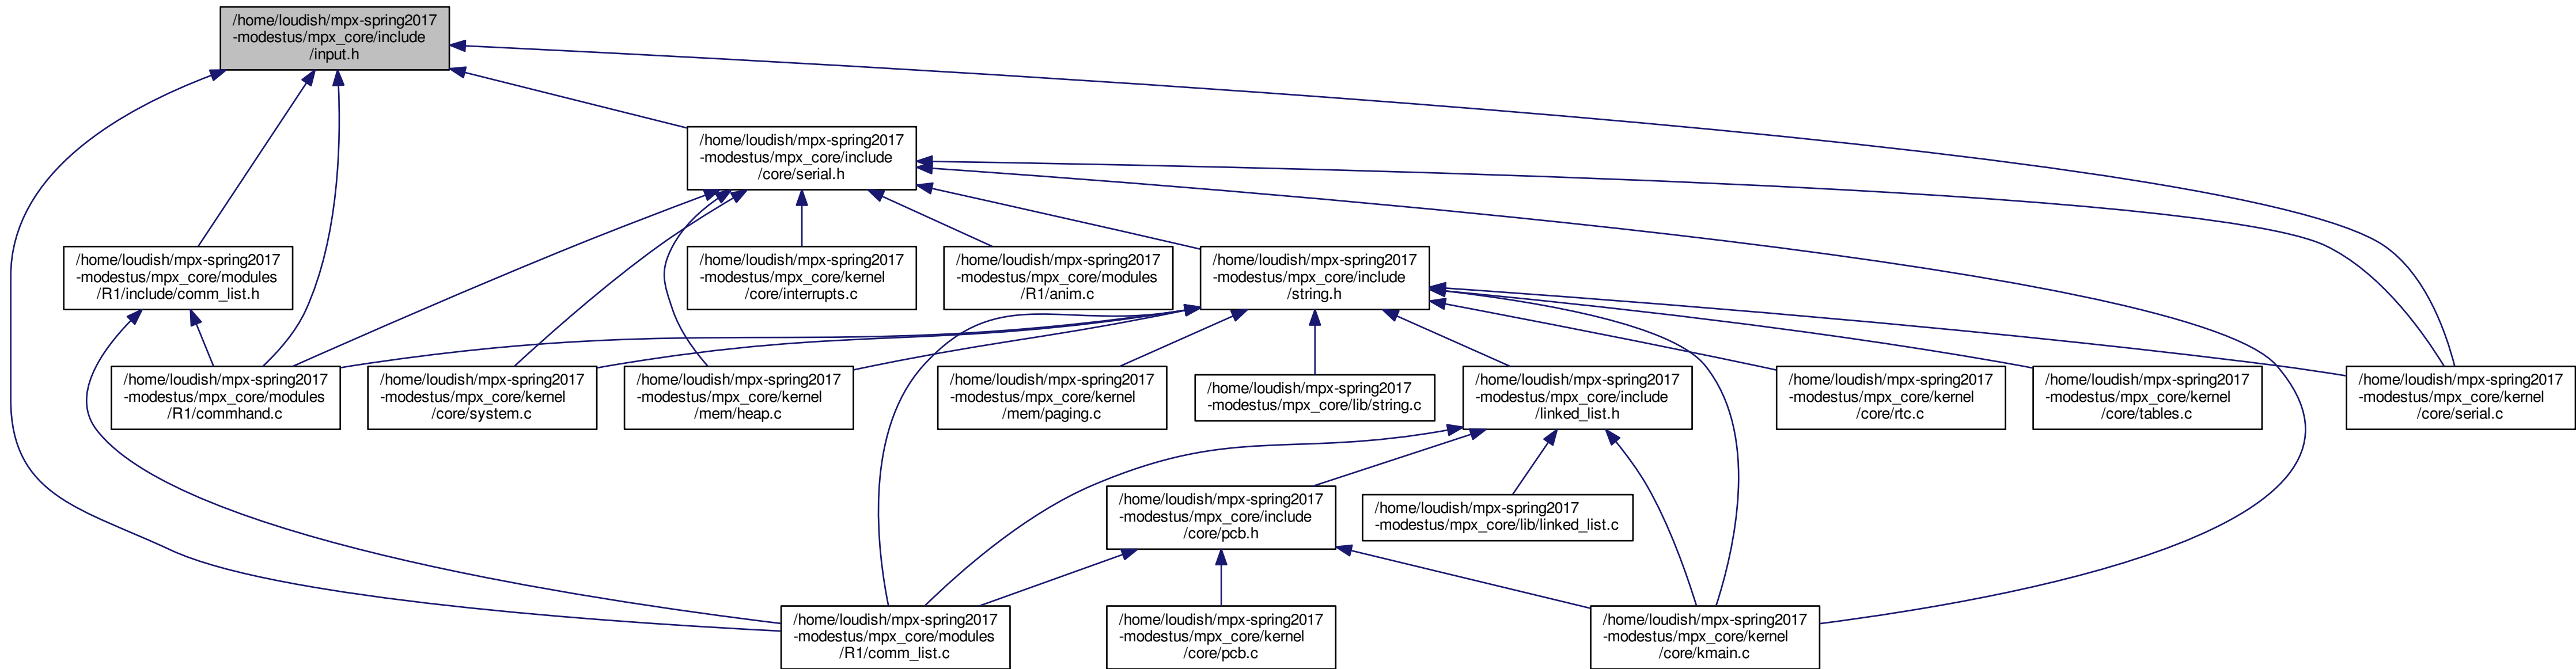 /home/loudish/mpx-spring2017
-modestus/mpx_core/include
/input.h
/home/loudish/mpx-spring2017
-modestus/mpx_core/include
/core/serial.h
/home/loudish/mpx-spring2017
-modestus/mpx_core/modules
/R1/include/comm_list.h
/home/loudish/mpx-spring2017
-modestus/mpx_core/kernel
/core/interrupts.c
/home/loudish/mpx-spring2017
-modestus/mpx_core/modules
/R1/anim.c
/home/loudish/mpx-spring2017
-modestus/mpx_core/include
/string.h
/home/loudish/mpx-spring2017
-modestus/mpx_core/modules
/R1/commhand.c
/home/loudish/mpx-spring2017
-modestus/mpx_core/kernel
/core/system.c
/home/loudish/mpx-spring2017
-modestus/mpx_core/kernel
/mem/heap.c
/home/loudish/mpx-spring2017
-modestus/mpx_core/kernel
/mem/paging.c
/home/loudish/mpx-spring2017
-modestus/mpx_core/lib/string.c
/home/loudish/mpx-spring2017
-modestus/mpx_core/include
/linked_list.h
/home/loudish/mpx-spring2017
-modestus/mpx_core/kernel
/core/rtc.c
/home/loudish/mpx-spring2017
-modestus/mpx_core/kernel
/core/tables.c
/home/loudish/mpx-spring2017
-modestus/mpx_core/kernel
/core/serial.c
/home/loudish/mpx-spring2017
-modestus/mpx_core/include
/core/pcb.h
/home/loudish/mpx-spring2017
-modestus/mpx_core/lib/linked_list.c
/home/loudish/mpx-spring2017
-modestus/mpx_core/modules
/R1/comm_list.c
/home/loudish/mpx-spring2017
-modestus/mpx_core/kernel
/core/pcb.c
/home/loudish/mpx-spring2017
-modestus/mpx_core/kernel
/core/kmain.c